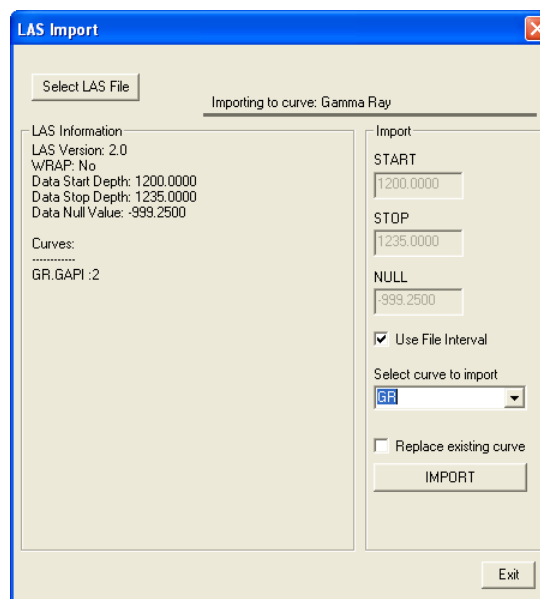 LAS Import
Select LAS File
Importing to curve: Gamma Ray
LAS Information
LAS Version: 2.0
WRAP: No
Data Start Depth: 1200.0000
Data Stop Depth: 1235.0000
Data Null Value: -999.2500
Curves:
------------
GR.GAPI :2
Import
START
1200.0000
STOP
1235.0000
NULL
-999.2500
Use File Interval
Select curve to import
GR
Replace existing curve
IMPORT
Exit